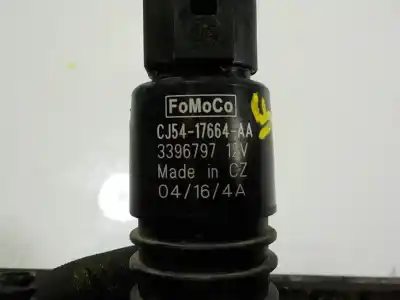 FoMoCo
CJ54-17664-AA
3396797 12V
Made in CZ
04/16/4A